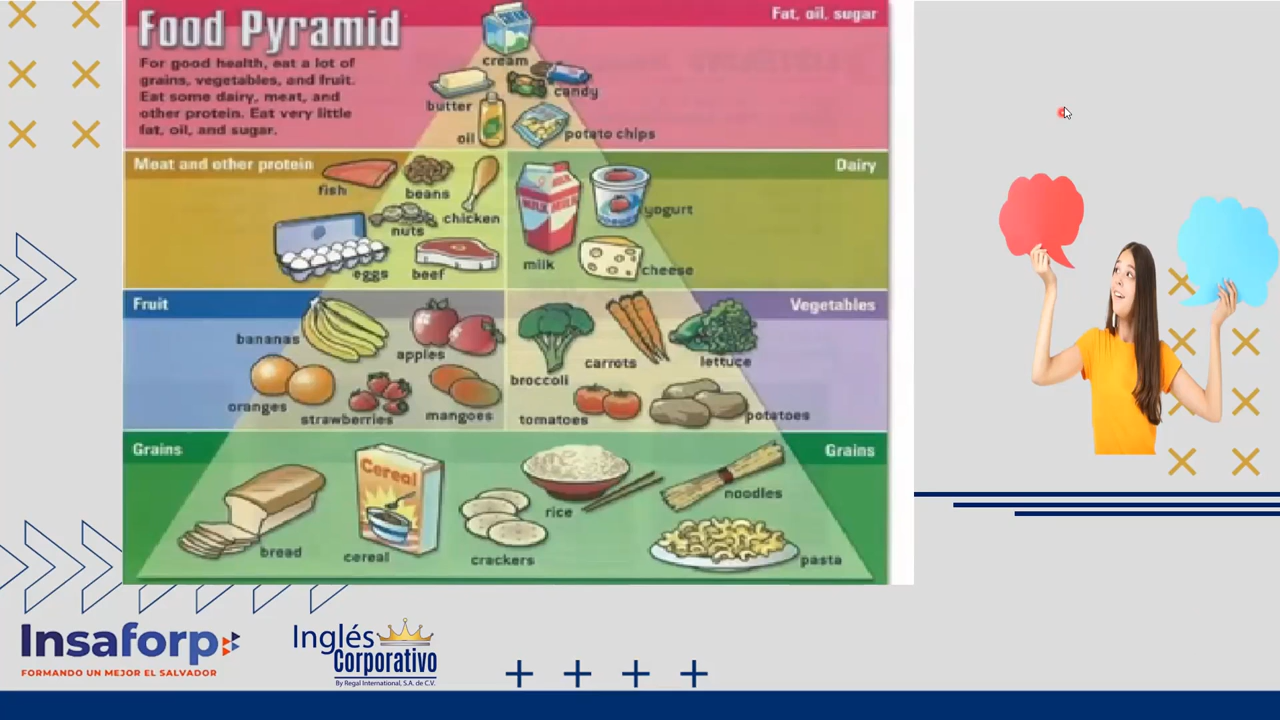 Food Pyramid
For good health, eat a lot of
grains, vegetables, and fruit.
Eat some dairy, meat, and
other protein. Eat very little
fat, oil, and sugar.
Fat, oil, sugar
cream
butter
candy
oil
potato chips
Meat and other protein
fish
beans
chicken
nuts
eggs
beef
Dairy
MILK
yogurt
milk
cheese
Fruit
bananas
apples
oranges
strawberries
mangoes
Vegetables
broccoli
carrots
lettuce
tomatoes
potatoes
Grains
Grains
bread
Cereal
cereal
crackers
rice
noodles
pasta
Insaforp
FORMANDO UN MEJOR EL SALVADOR
Inglés
Corporativo
By Regal International, S.A. de C.V.